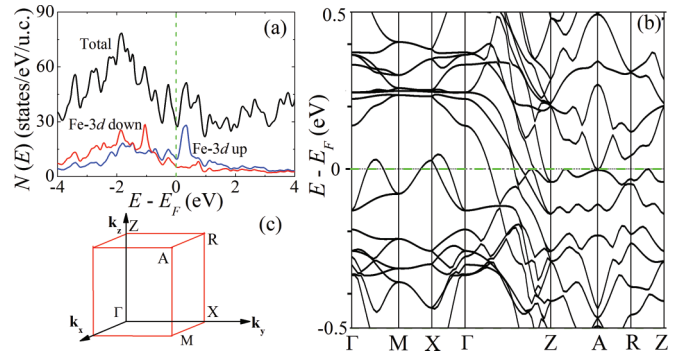 (a)
N (E) (states/eV/u.c.)
90
60
30
0
Total
Fe-3d down
Fe-3d up
-4 -2 0 2 4
E - E_F (eV)
(b)
E - E_F (eV)
0.5
0
-0.5
Γ M X Γ Z A R Z
(c)
k_z
Z
R
A
Γ
X
k_x
k_y
M